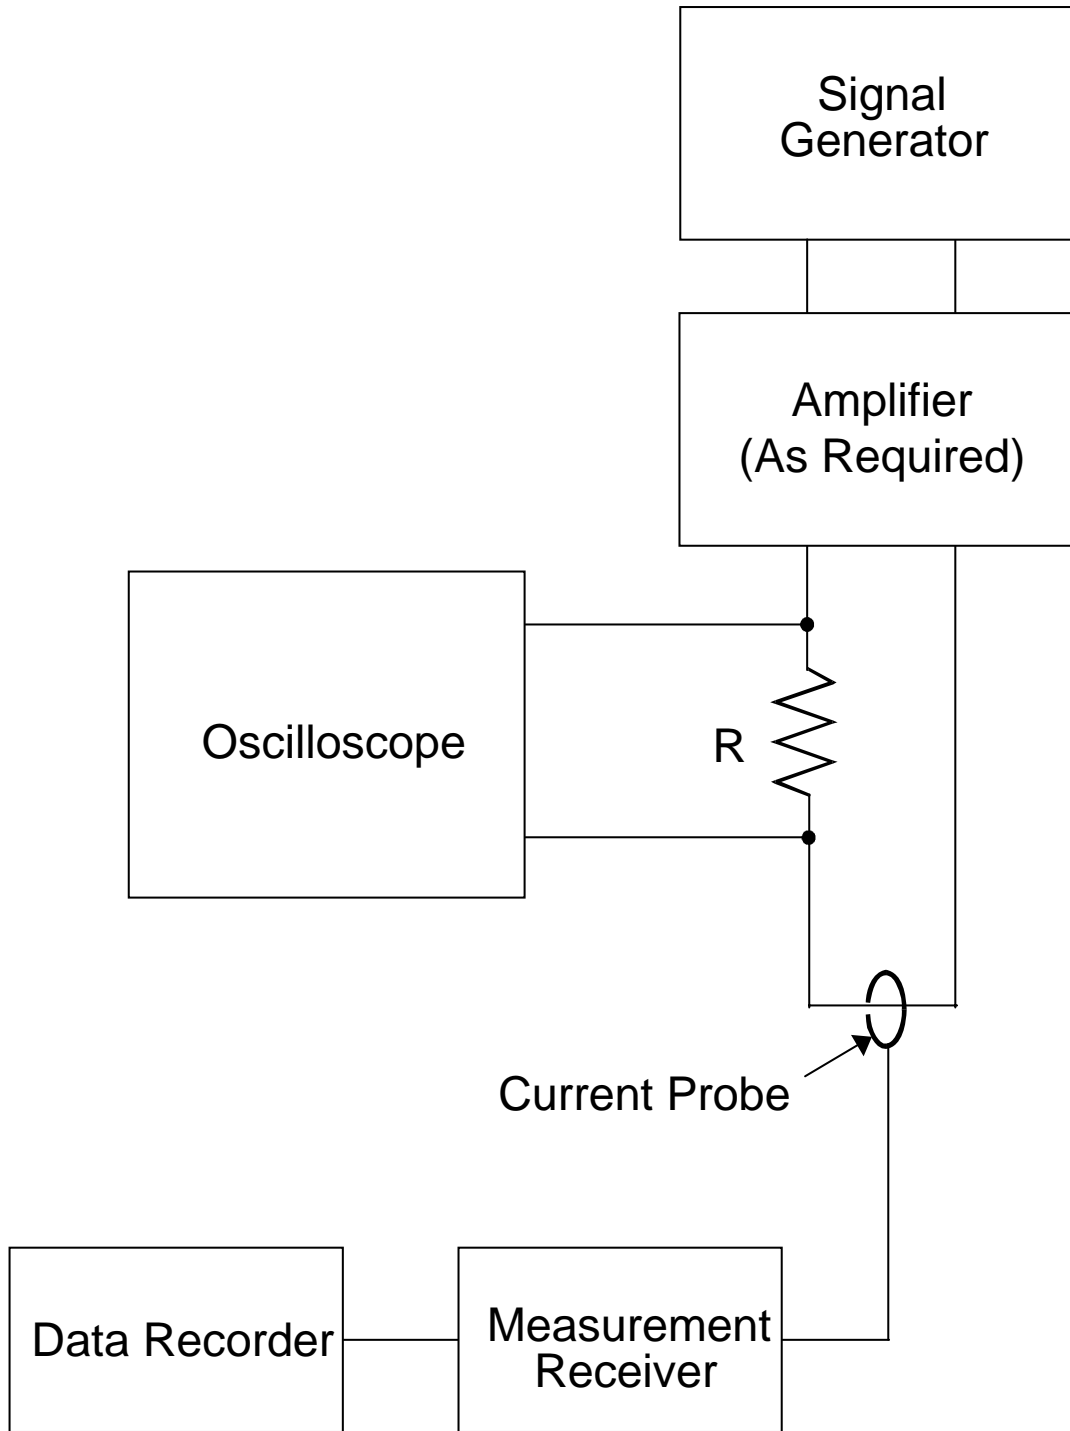 Signal
Generator
Amplifier
(As Required)
Oscilloscope
R
Current Probe
Data Recorder
Measurement
Receiver